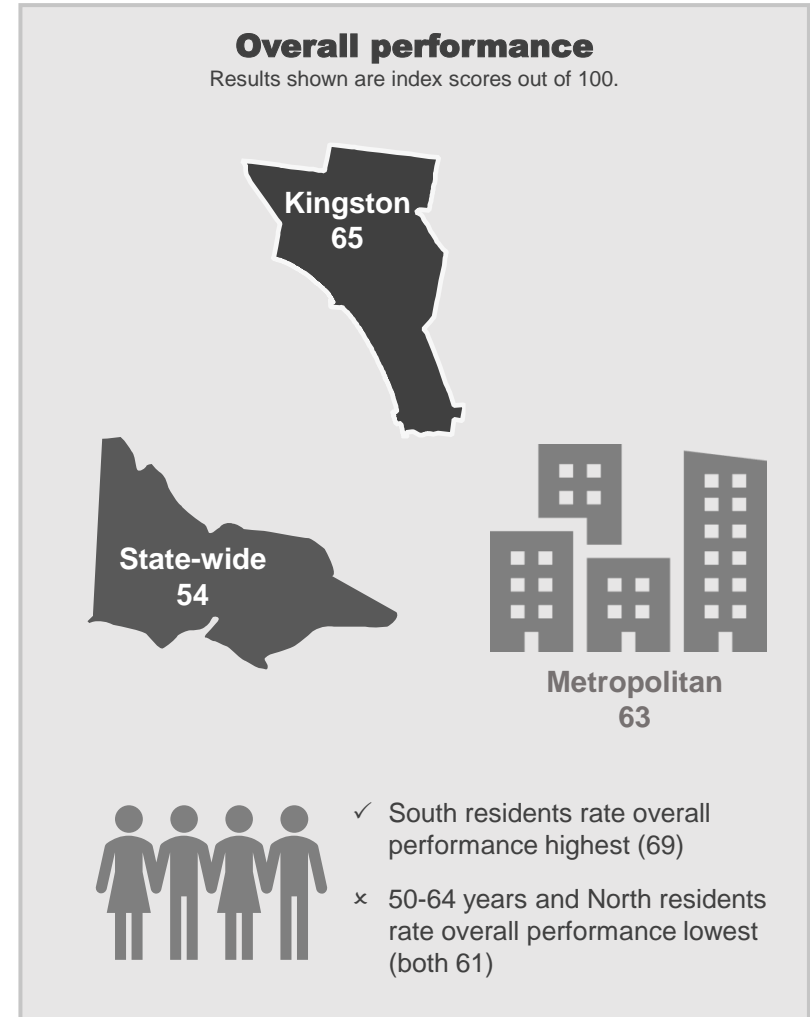 Overall performance
Results shown are index scores out of 100.
Kingston
65
State-wide
54
Metropolitan
63
✓ South residents rate overall
performance highest (69)
× 50-64 years and North residents
rate overall performance lowest
(both 61)